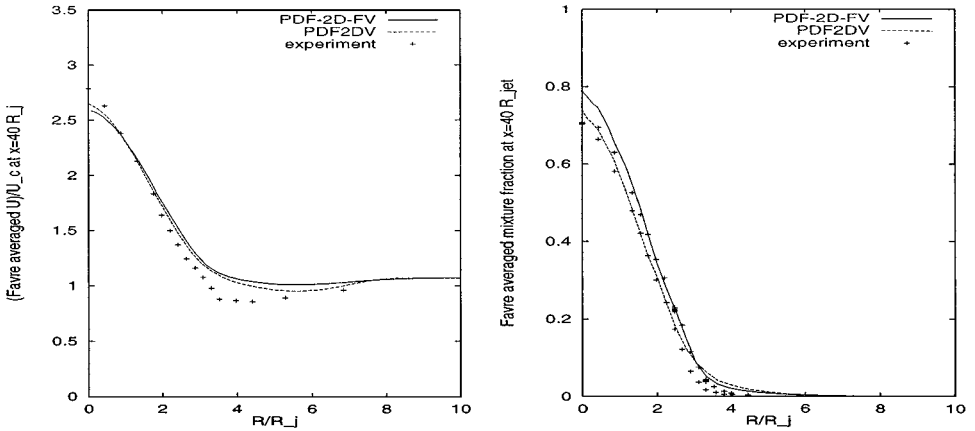 PDF-2D-FV
PDF2DV
experiment
3.5
3
2.5
2
1.5
1
0.5
0
0
2
4
6
8
10
R/R_j
(Favre averaged U)/U_c at x=40 R_j
PDF-2D-FV
PDF2DV
experiment
1
0.8
0.6
0.4
0.2
0
0
2
4
6
8
10
R/R_j
Favre averaged mixture fraction at x=40 R_jet